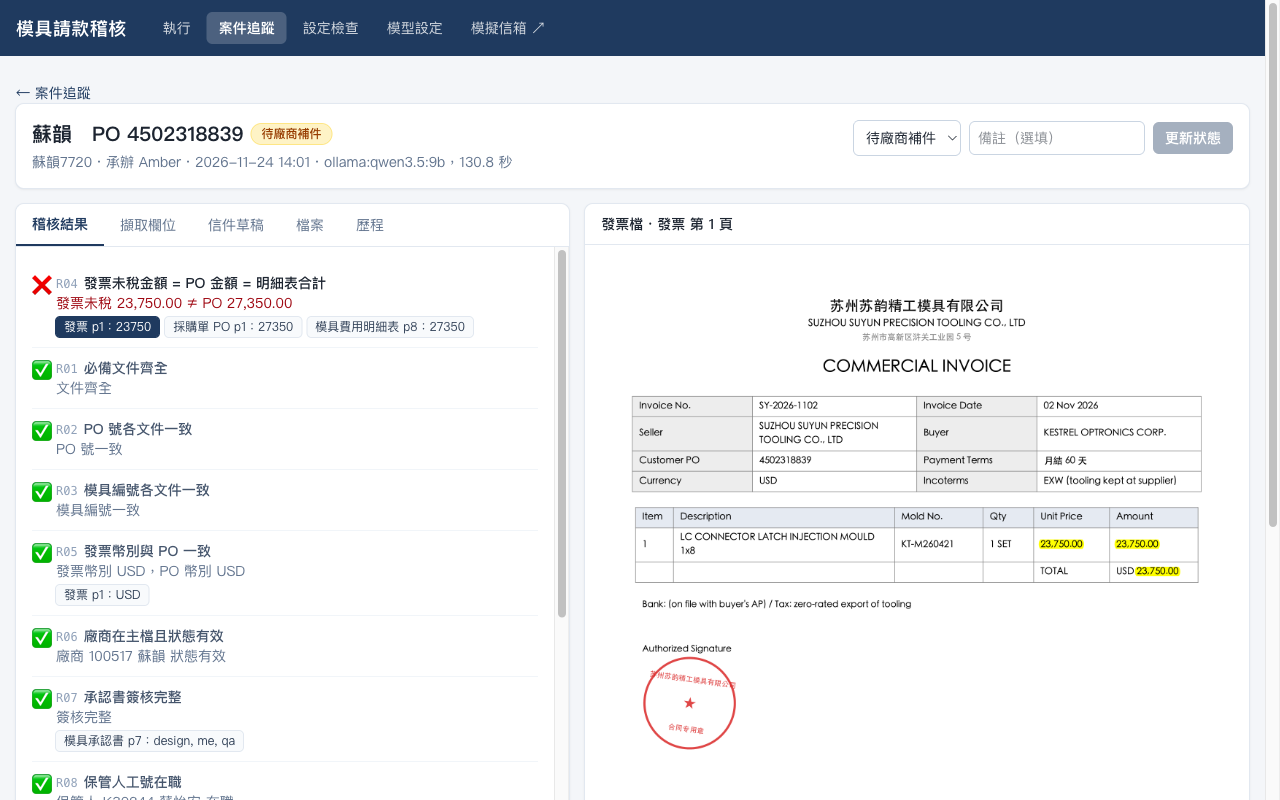 模具請款稽核
執行
案件追蹤
設定檢查
模型設定
模擬信箱 ↗
← 案件追蹤
蘇韻 PO 4502318839 待廠商補件
蘇韻7720 · 承辦 Amber · 2026-11-24 14:01 · ollama:qwen3.5:9b，130.8 秒
待廠商補件
備註（選填）
更新狀態
稽核結果
擷取欄位
信件草稿
檔案
歷程
R04 發票未稅金額 = PO 金額 = 明細表合計
發票未稅 23,750.00 ≠ PO 27,350.00
發票 p1：23750
採購單 PO p1：27350
模具費用明細表 p8：27350
R01 必備文件齊全
文件齊全
R02 PO 號各文件一致
PO 號一致
R03 模具編號各文件一致
模具編號一致
R05 發票幣別與 PO 一致
發票幣別 USD，PO 幣別 USD
發票 p1：USD
R06 廠商在主檔且狀態有效
廠商 100517 蘇韻 狀態有效
R07 承認書簽核完整
簽核完整
模具承認書 p7：design, me, qa
R08 保管人工號在職
發票檔 · 發票 第 1 頁
苏州苏韵精工模具有限公司
SUZHOU SUYUN PRECISION TOOLING CO., LTD
苏州市高新区浒关工业园 5 号
COMMERCIAL INVOICE
Invoice No. SY-2026-1102 Invoice Date 02 Nov 2026
Seller SUZHOU SUYUN PRECISION TOOLING CO., LTD Buyer KESTREL OPTRONICS CORP.
Customer PO 4502318839 Payment Terms 月結 60 天
Currency USD Incoterms EXW (tooling kept at supplier)
Item Description Mold No. Qty Unit Price Amount
1 LC CONNECTOR LATCH INJECTION MOULD 1x8 KT-M260421 1 SET 23,750.00 23,750.00
TOTAL USD 23,750.00
Bank: (on file with buyer's AP) / Tax: zero-rated export of tooling
Authorized Signature
苏州苏韵精工模具有限公司
★
合同专用章